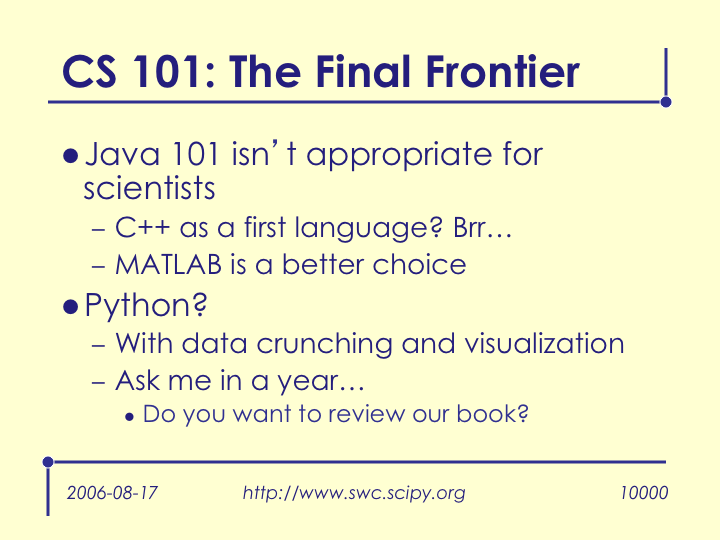 CS 101: The Final Frontier
● Java 101 isn’t appropriate for
scientists
– C++ as a first language? Brr…
– MATLAB is a better choice
● Python?
– With data crunching and visualization
– Ask me in a year…
● Do you want to review our book?
2006-08-17 http://www.swc.scipy.org 10000